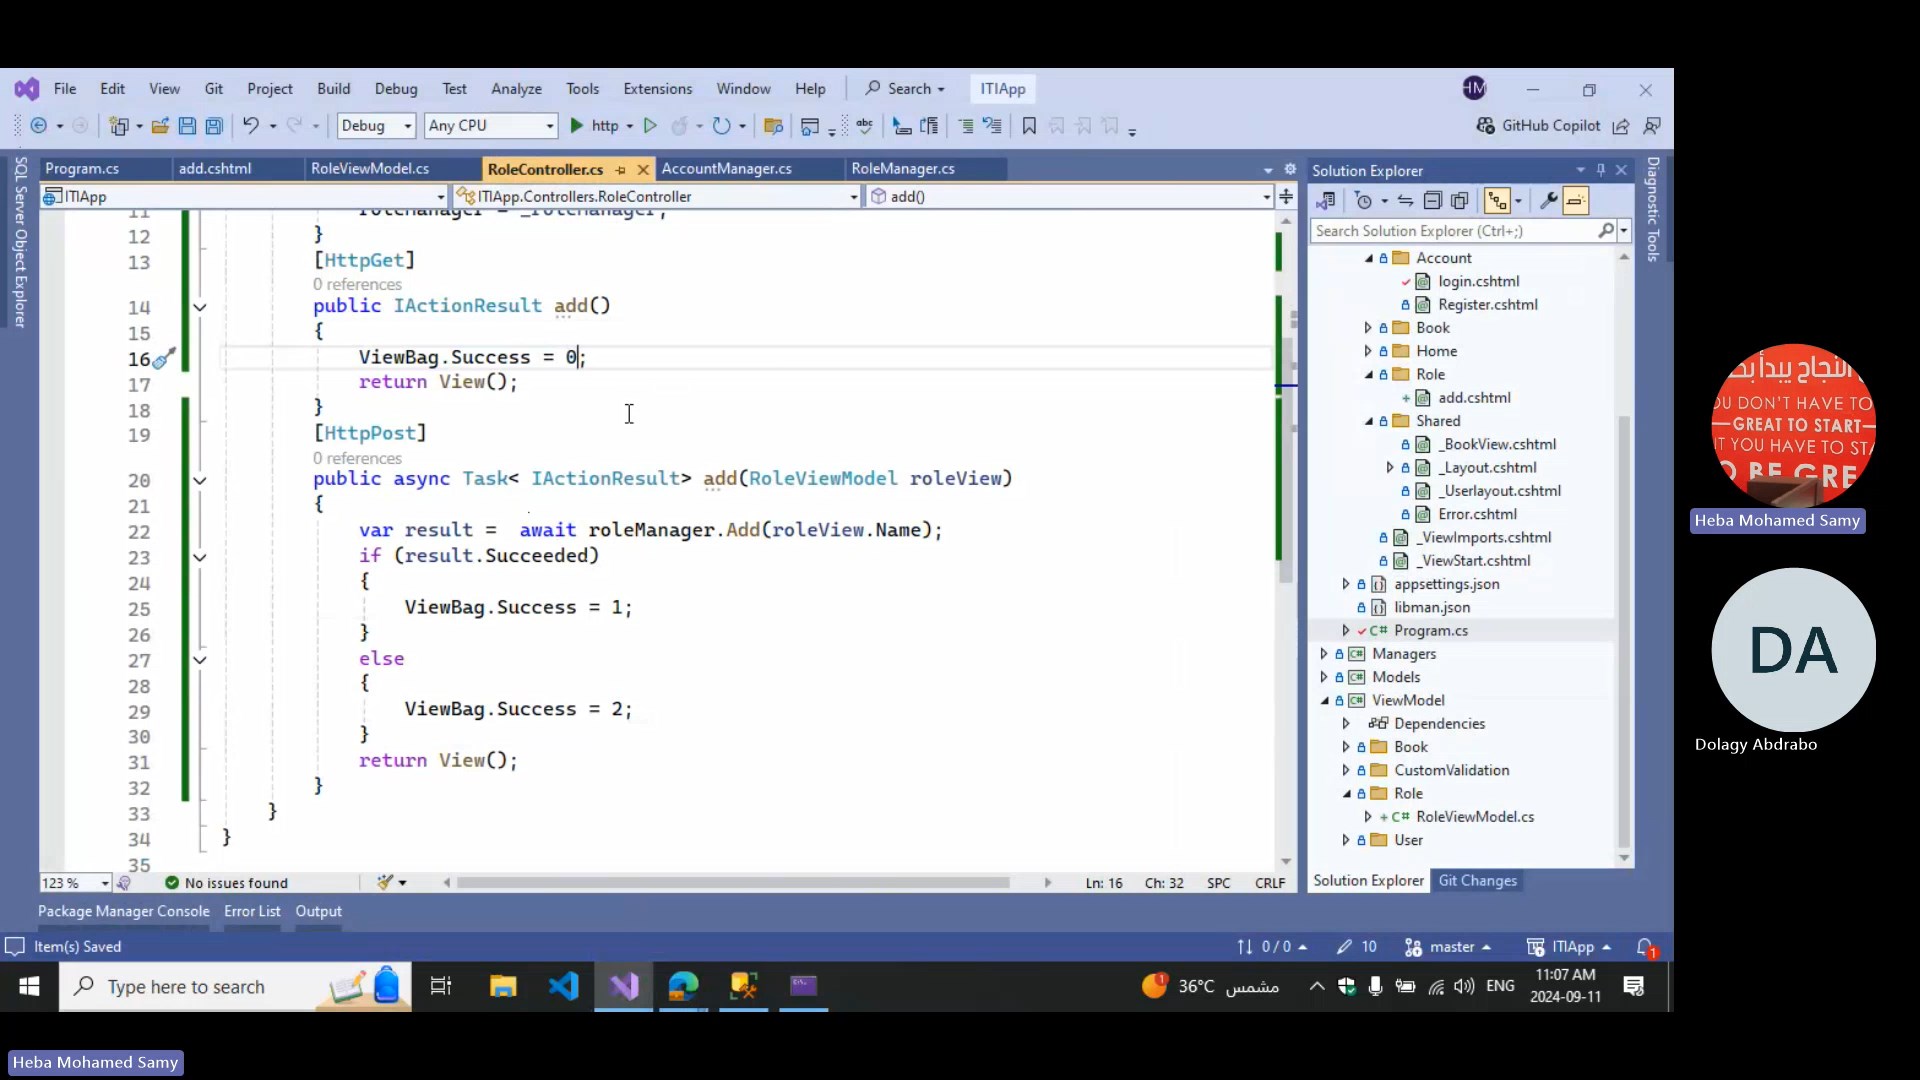 File Edit View Git Project Build Debug Test Analyze Tools Extensions Window Help Search ITIApp HM
Debug Any CPU http GitHub Copilot
SQL Server Object Explorer
Program.cs add.cshtml RoleViewModel.cs RoleController.cs AccountManager.cs RoleManager.cs
ITIApp ITIApp.Controllers.RoleController add()
11 roleManager = _roleManager;
12 }
13 [HttpGet]
0 references
14 public IActionResult add()
15 {
16 ViewBag.Success = 0;
17 return View();
18 }
19 [HttpPost]
0 references
20 public async Task< IActionResult> add(RoleViewModel roleView)
21 {
22 var result =  await roleManager.Add(roleView.Name);
23 if (result.Succeeded)
24 {
25 ViewBag.Success = 1;
26 }
27 else
28 {
29 ViewBag.Success = 2;
30 }
31 return View();
32 }
33 }
34 }
35
123 % No issues found Ln: 16 Ch: 32 SPC CRLF
Package Manager Console Error List Output
Solution Explorer
Search Solution Explorer (Ctrl+;)
Account
login.cshtml
Register.cshtml
Book
Home
Role
add.cshtml
Shared
_BookView.cshtml
_Layout.cshtml
_Userlayout.cshtml
Error.cshtml
_ViewImports.cshtml
_ViewStart.cshtml
appsettings.json
libman.json
C# Program.cs
C# Managers
C# Models
C# ViewModel
Dependencies
Book
CustomValidation
Role
C# RoleViewModel.cs
User
Solution Explorer Git Changes
Diagnostic Tools
Item(s) Saved 0 / 0 10 master ITIApp 1
Type here to search 1 36°C مشمس ENG 11:07 AM
2024-09-11
النجاح يبدأ
OU DON'T HAVE TO
GREAT TO START
T YOU HAVE TO STA
O BE GRE
Heba Mohamed Samy
DA
Dolagy Abdrabo
Heba Mohamed Samy